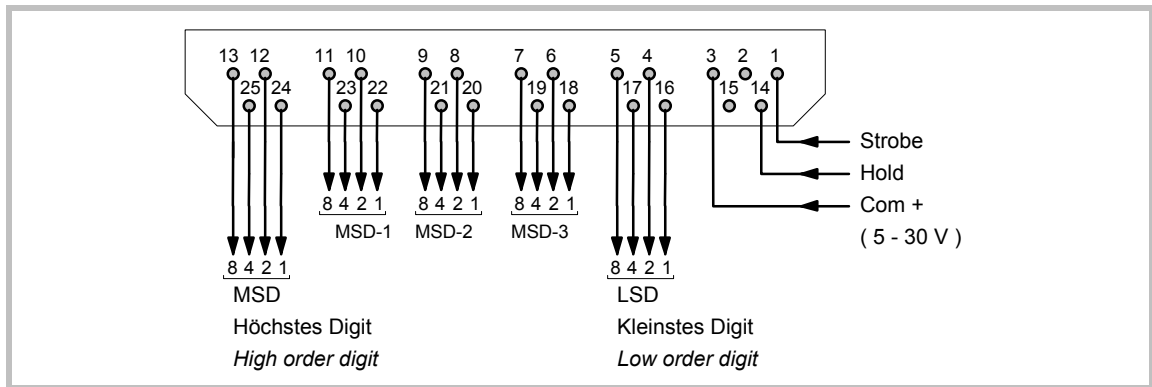 13 12 11 10 9 8 7 6 5 4 3 2 1
25 24 23 22 21 20 19 18 17 16 15 14
Strobe
Hold
Com +
( 5 - 30 V )
8 4 2 1 8 4 2 1 8 4 2 1
MSD-1 MSD-2 MSD-3
8 4 2 1 8 4 2 1
MSD LSD
Höchstes Digit Kleinstes Digit
High order digit Low order digit